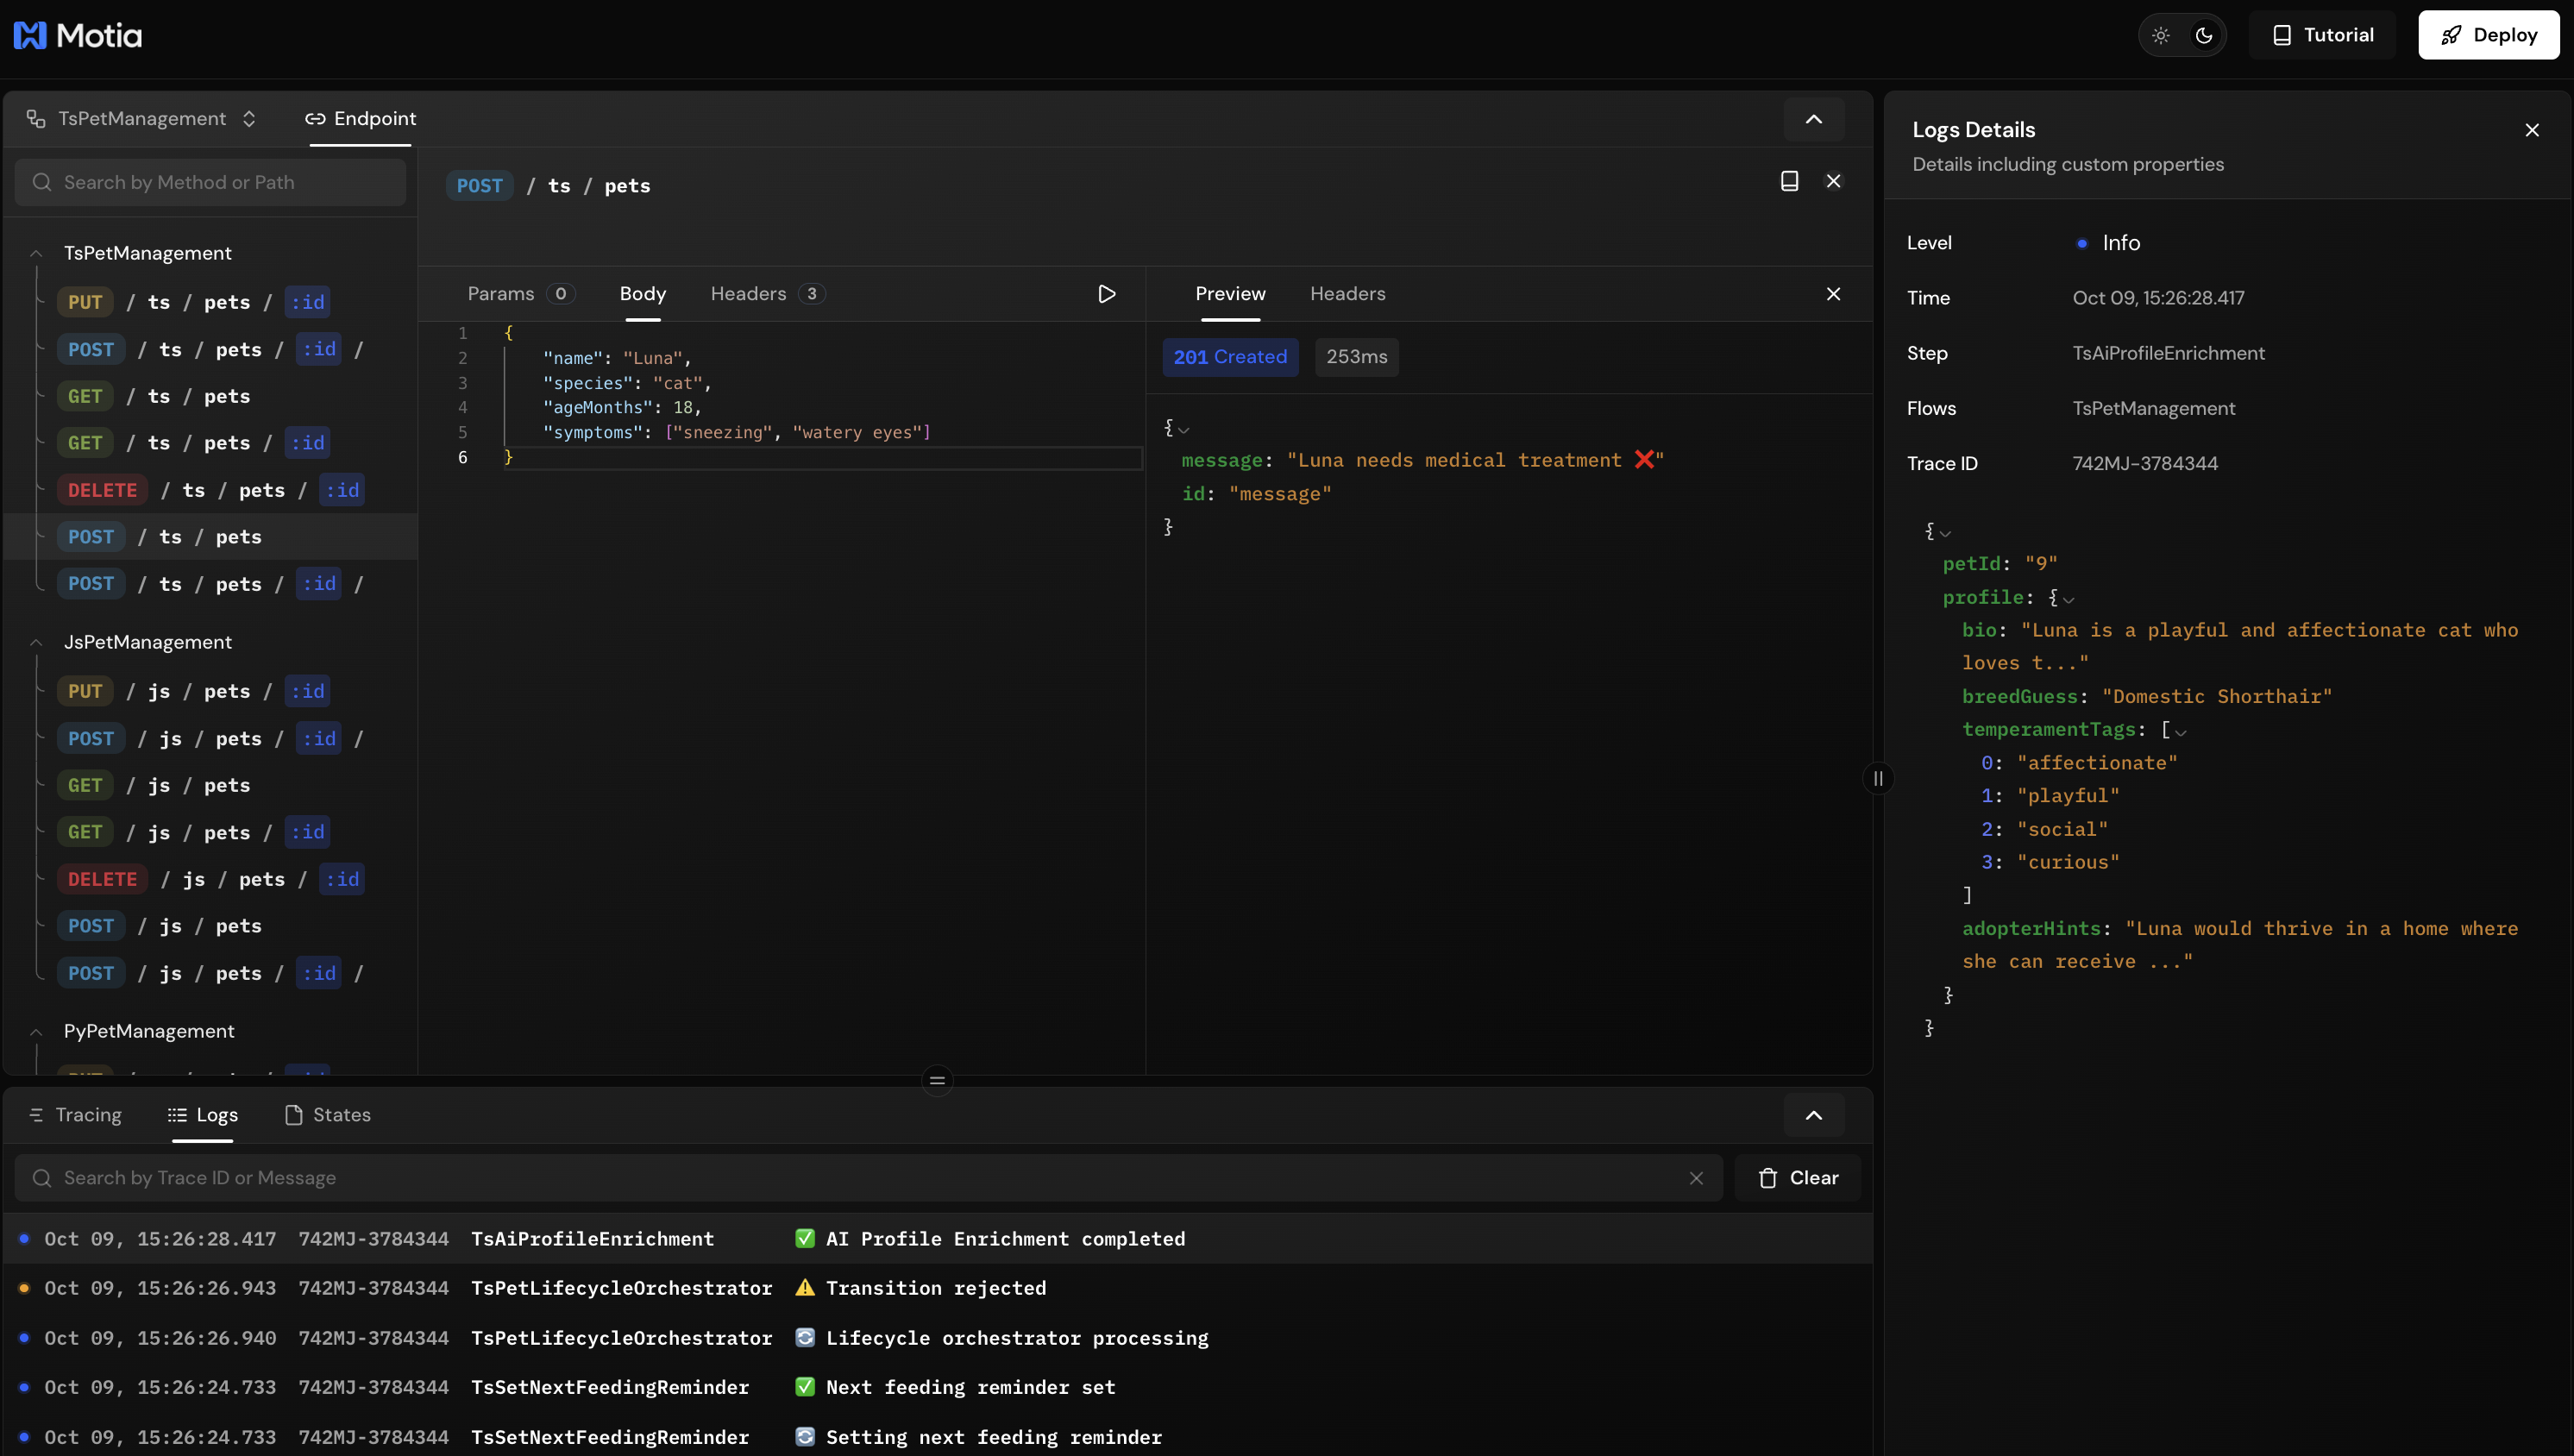 Motia
Tutorial
Deploy
TsPetManagement
Endpoint
Search by Method or Path
TsPetManagement
PUT / ts / pets / :id
POST / ts / pets / :id /
GET / ts / pets
GET / ts / pets / :id
DELETE / ts / pets / :id
POST / ts / pets
POST / ts / pets / :id /
JsPetManagement
PUT / js / pets / :id
POST / js / pets / :id /
GET / js / pets
GET / js / pets / :id
DELETE / js / pets / :id
POST / js / pets
POST / js / pets / :id /
PyPetManagement
POST / ts / pets
Params 0 Body Headers 3
1 {
2 "name": "Luna",
3 "species": "cat",
4 "ageMonths": 18,
5 "symptoms": ["sneezing", "watery eyes"]
6 }
Preview Headers
201 Created 253ms
{
message: "Luna needs medical treatment ❌"
id: "message"
}
Tracing Logs States
Search by Trace ID or Message
Clear
Oct 09, 15:26:28.417 742MJ-3784344 TsAiProfileEnrichment ✅ AI Profile Enrichment completed
Oct 09, 15:26:26.943 742MJ-3784344 TsPetLifecycleOrchestrator ⚠️ Transition rejected
Oct 09, 15:26:26.940 742MJ-3784344 TsPetLifecycleOrchestrator 🔄 Lifecycle orchestrator processing
Oct 09, 15:26:24.733 742MJ-3784344 TsSetNextFeedingReminder ✅ Next feeding reminder set
Oct 09, 15:26:24.733 742MJ-3784344 TsSetNextFeedingReminder 🔄 Setting next feeding reminder
Logs Details
Details including custom properties
Level Info
Time Oct 09, 15:26:28.417
Step TsAiProfileEnrichment
Flows TsPetManagement
Trace ID 742MJ-3784344
{
petId: "9"
profile: {
bio: "Luna is a playful and affectionate cat who
loves t..."
breedGuess: "Domestic Shorthair"
temperamentTags: [
0: "affectionate"
1: "playful"
2: "social"
3: "curious"
]
adopterHints: "Luna would thrive in a home where
she can receive ..."
}
}